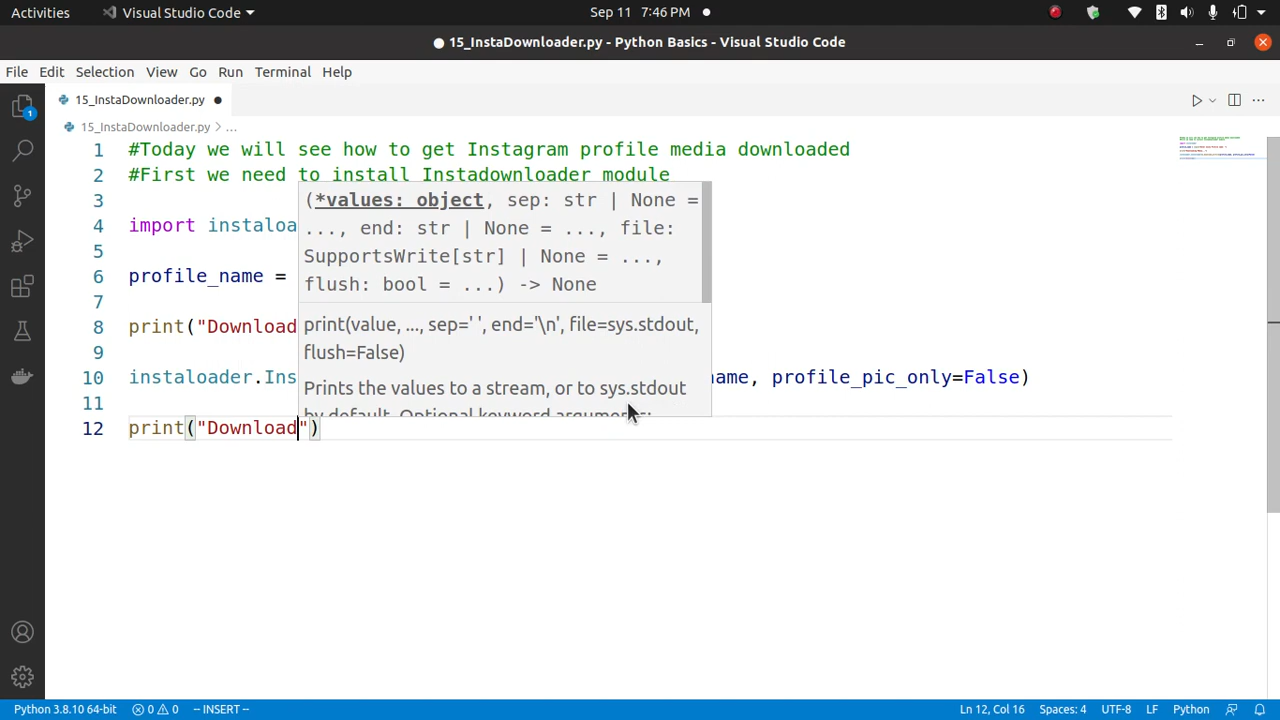 Activities Visual Studio Code Sep 11 7:46 PM
15_InstaDownloader.py - Python Basics - Visual Studio Code
File Edit Selection View Go Run Terminal Help
15_InstaDownloader.py
15_InstaDownloader.py > ...
1 #Today we will see how to get Instagram profile media downloaded
2 #First we need to install Instadownloader module
3
4 import instaloa
5
6 profile_name =
7
8 print("Download
9
10 instaloader.Ins ame, profile_pic_only=False)
11
12 print("Download")
(*values: object, sep: str | None =
..., end: str | None = ..., file:
SupportsWrite[str] | None = ...,
flush: bool = ...) -> None
print(value, ..., sep=' ', end='\n', file=sys.stdout,
flush=False)
Prints the values to a stream, or to sys.stdout
by default. Optional keyword arguments:
1
Python 3.8.10 64-bit 0 0 -- INSERT -- Ln 12, Col 16 Spaces: 4 UTF-8 LF Python